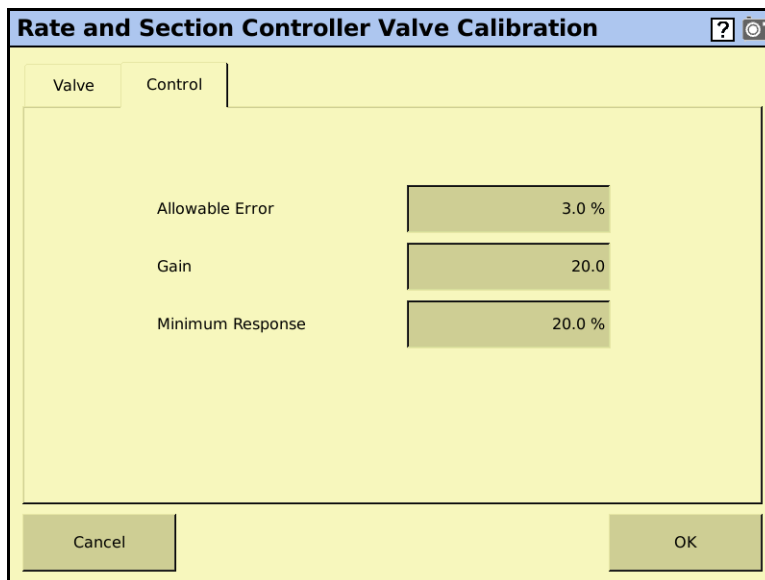 Rate and Section Controller Valve Calibration ?
Valve Control
Allowable Error 3.0 %
Gain 20.0
Minimum Response 20.0 %
Cancel OK